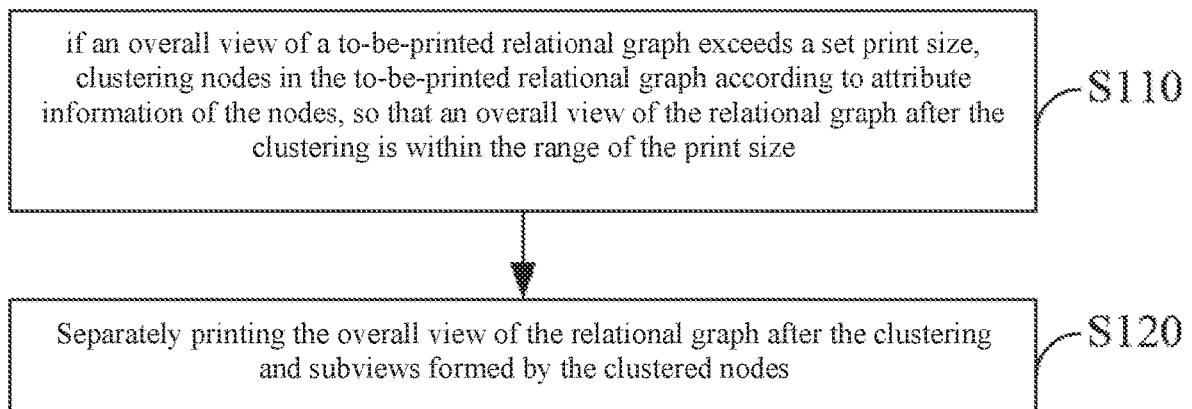 if an overall view of a to-be-printed relational graph exceeds a set print size,
clustering nodes in the to-be-printed relational graph according to attribute
information of the nodes, so that an overall view of the relational graph after the
clustering is within the range of the print size
S110
Separately printing the overall view of the relational graph after the clustering
and subviews formed by the clustered nodes
S120